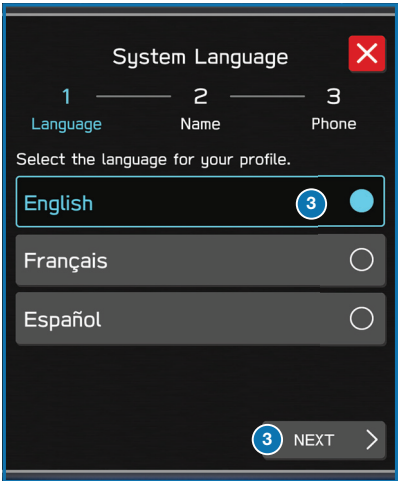 System Language
1 2 3
Language Name Phone
Select the language for your profile.
English 3
Français
Español
3 NEXT